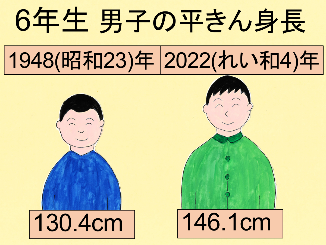 6年生 男子の平きん身長
1948(昭和23)年 2022(れい和4)年
130.4cm 146.1cm